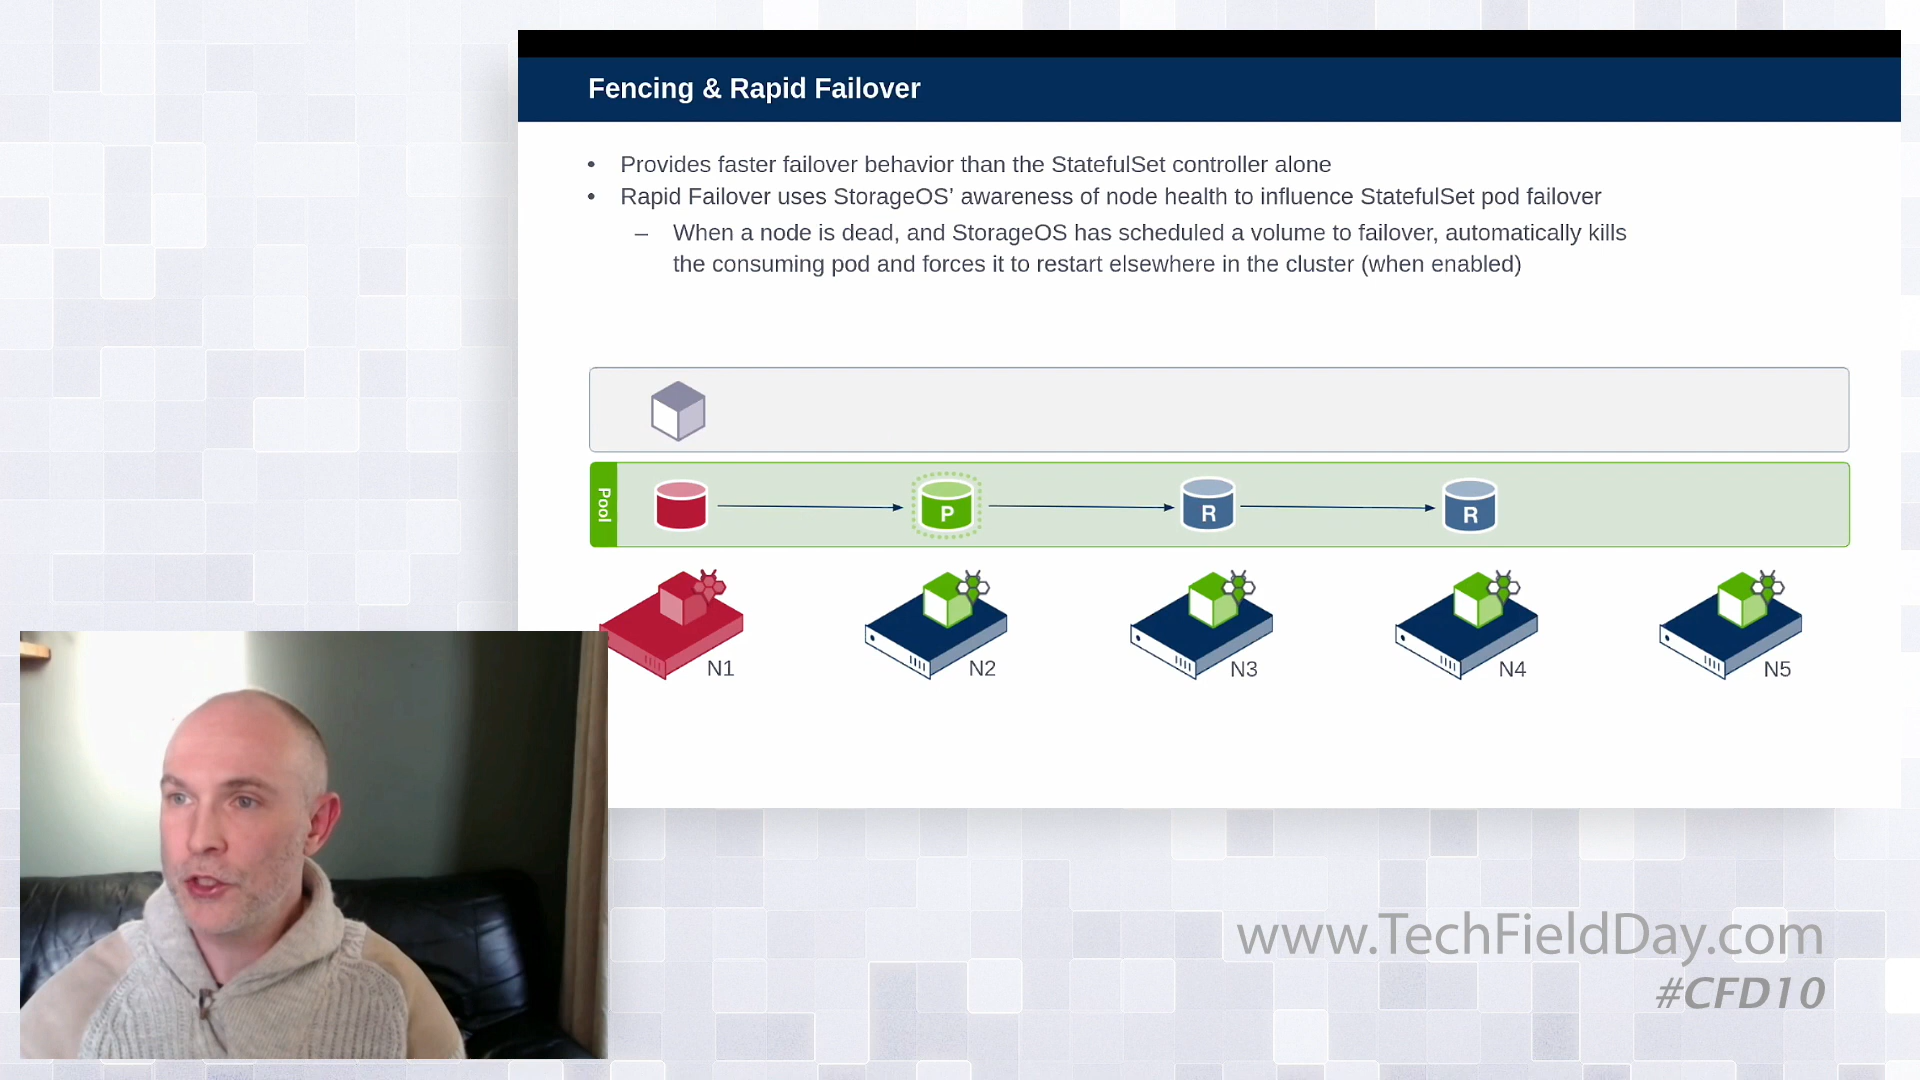 Fencing & Rapid Failover
• Provides faster failover behavior than the StatefulSet controller alone
• Rapid Failover uses StorageOS’ awareness of node health to influence StatefulSet pod failover
– When a node is dead, and StorageOS has scheduled a volume to failover, automatically kills
the consuming pod and forces it to restart elsewhere in the cluster (when enabled)
Pool
P
R
R
N1
N2
N3
N4
N5
www.TechFieldDay.com
#CFD10